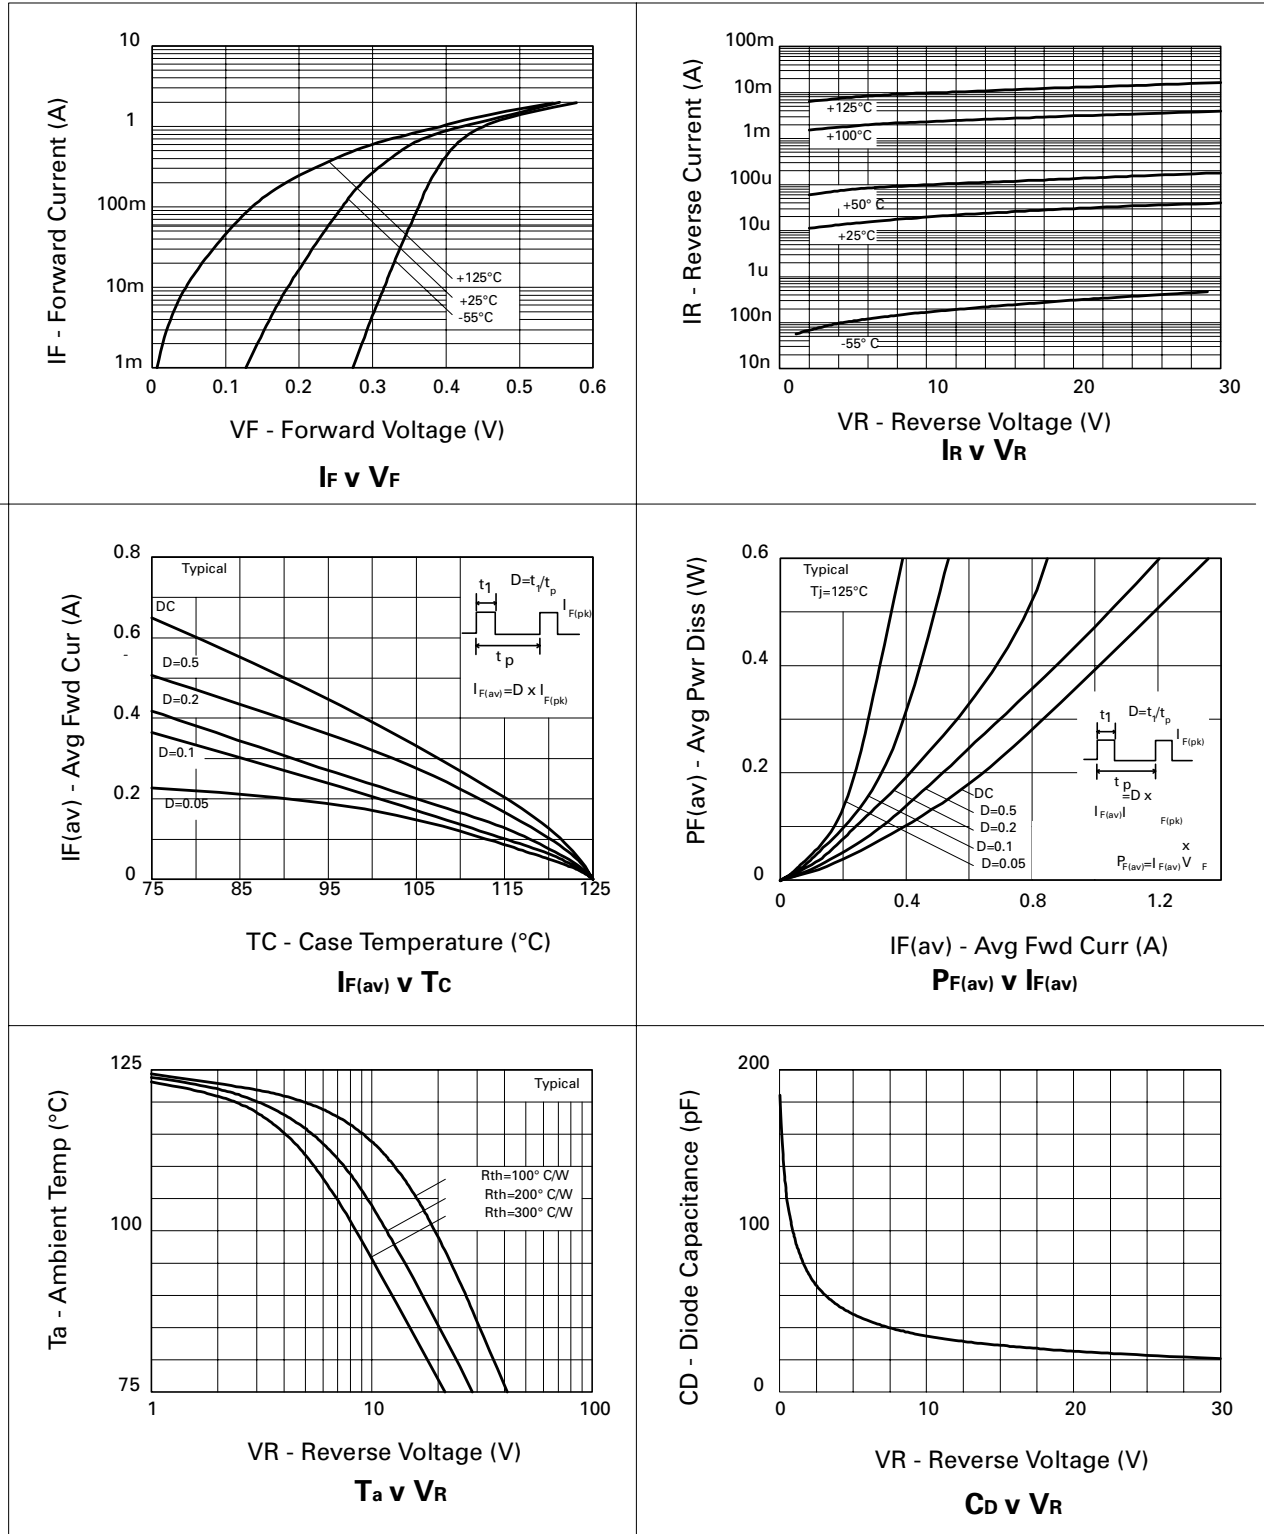 10
1
100m
10m
1m
0 0.1 0.2 0.3 0.4 0.5 0.6
IF - Forward Current (A)
+125°C
+25°C
-55°C
VF - Forward Voltage (V)
IF v VF
100m
10m
1m
100u
10u
1u
100n
10n
0 10 20 30
IR - Reverse Current (A)
+125°C
+100°C
+50° C
+25°C
-55° C
VR - Reverse Voltage (V)
IR v VR
0.8
0.6
-
0.4
0.2
0
75 85 95 105 115 125
IF(av) - Avg Fwd Cur (A)
Typical
DC
D=0.5
D=0.2
D=0.1
D=0.05
t1 D=t1/tp
IF(pk)
tp
IF(av)=D x IF(pk)
TC - Case Temperature (°C)
IF(av) v TC
0.6
0.4
0.2
0
0 0.4 0.8 1.2
PF(av) - Avg Pwr Diss (W)
Typical
Tj=125°C
DC
D=0.5
D=0.2
D=0.1
D=0.05
t1 D=t1/tp
IF(pk)
tp
=D x
IF(av)I
F(pk)
x
PF(av)=IF(av) V F
IF(av) - Avg Fwd Curr (A)
PF(av) v IF(av)
125
100
75
1 10 100
Ta - Ambient Temp (°C)
Typical
Rth=100° C/W
Rth=200° C/W
Rth=300° C/W
VR - Reverse Voltage (V)
Ta v VR
200
100
0
0 10 20 30
CD - Diode Capacitance (pF)
VR - Reverse Voltage (V)
CD v VR